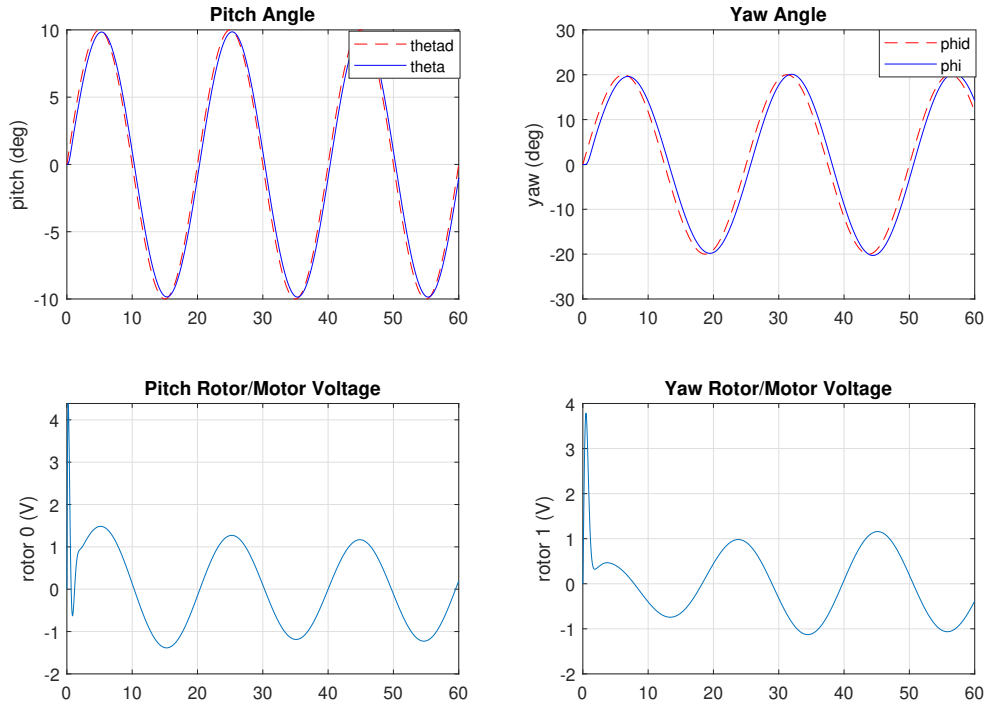 Pitch Angle
10
5
0
-5
-10
pitch (deg)
0 10 20 30 40 50 60
thetad
theta
Yaw Angle
30
20
10
0
-10
-20
-30
yaw (deg)
0 10 20 30 40 50 60
phid
phi
Pitch Rotor/Motor Voltage
4
3
2
1
0
-1
-2
rotor 0 (V)
0 10 20 30 40 50 60
Yaw Rotor/Motor Voltage
4
3
2
1
0
-1
-2
rotor 1 (V)
0 10 20 30 40 50 60